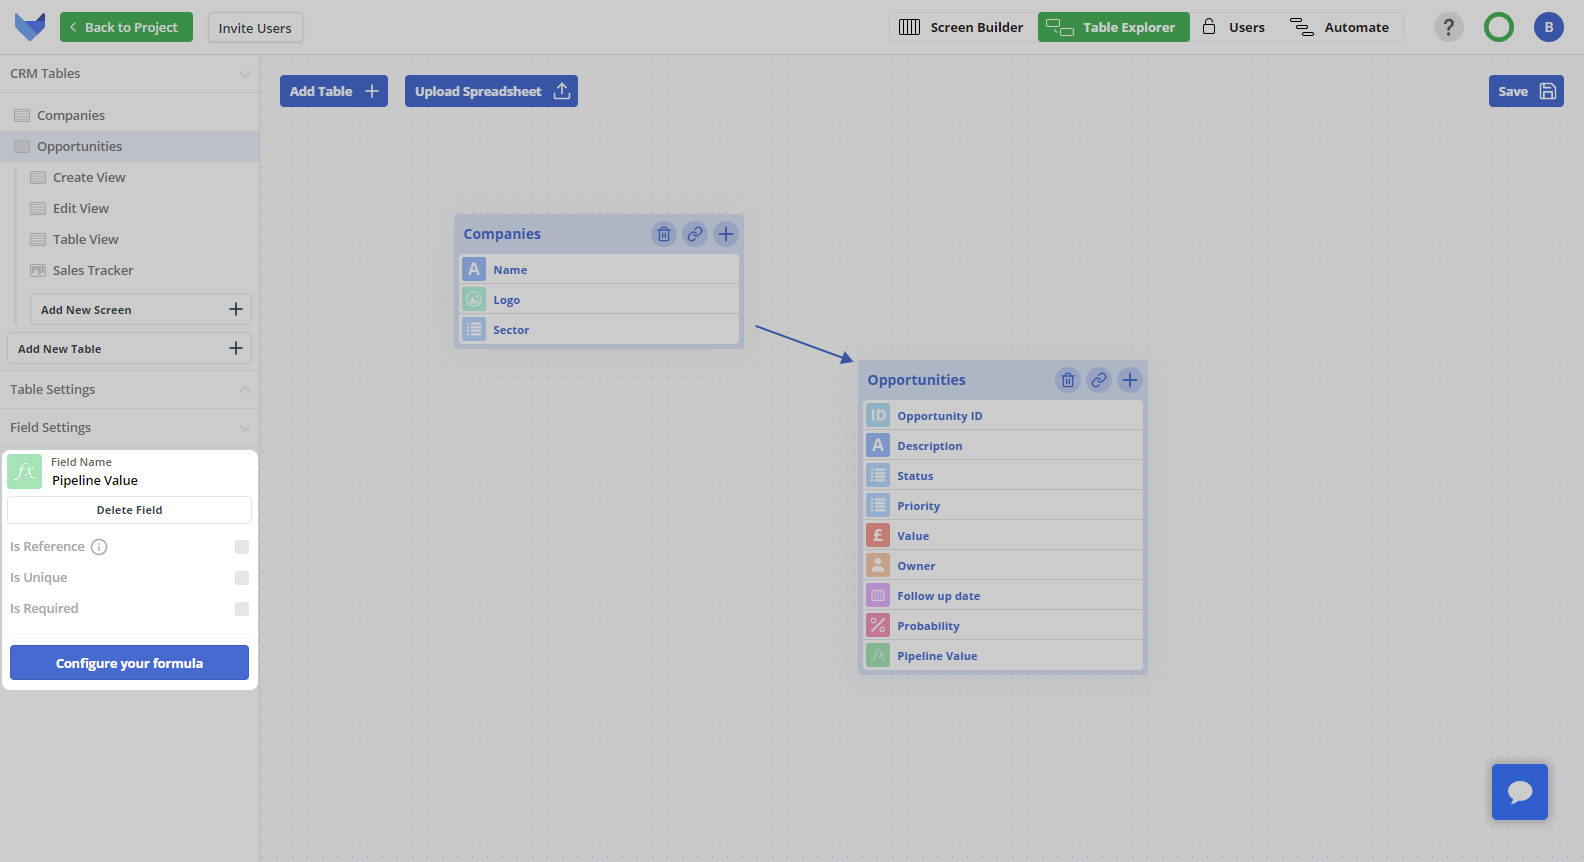 Back to Project
Invite Users
Screen Builder
Table Explorer
Users
Automate
?
B
CRM Tables
Companies
Opportunities
Create View
Edit View
Table View
Sales Tracker
Add New Screen
Add New Table
Table Settings
Field Settings
fx
Field Name
Pipeline Value
Delete Field
Is Reference
Is Unique
Is Required
Configure your formula
Add Table
Upload Spreadsheet
Save
Companies
A Name
Logo
Sector
Opportunities
ID Opportunity ID
A Description
Status
Priority
£ Value
Owner
Follow up date
% Probability
fx Pipeline Value